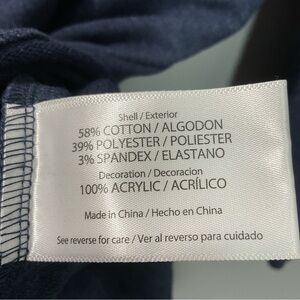 Shell / Exterior
58% COTTON / ALGODON
39% POLYESTER / POLIESTER
3% SPANDEX / ELASTANO
Decoration / Decoracion
100% ACRYLIC / ACRÍLICO
Made in China / Hecho en China
See reverse for care / Ver al reverso para cuidado